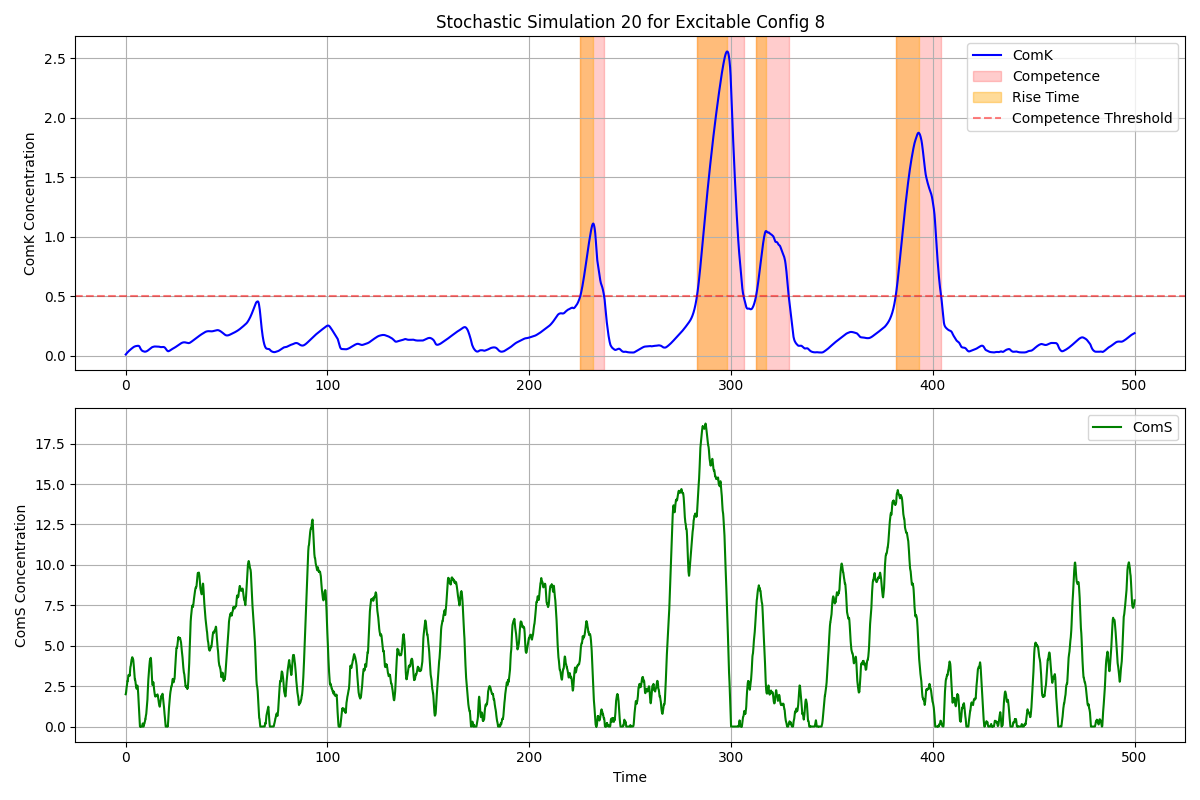 Stochastic Simulation 20 for Excitable Config 8
ComK Concentration
2.5
2.0
1.5
1.0
0.5
0.0
ComK
Competence
Rise Time
Competence Threshold
0 100 200 300 400 500
ComS Concentration
17.5
15.0
12.5
10.0
7.5
5.0
2.5
0.0
ComS
0 100 200 300 400 500
Time